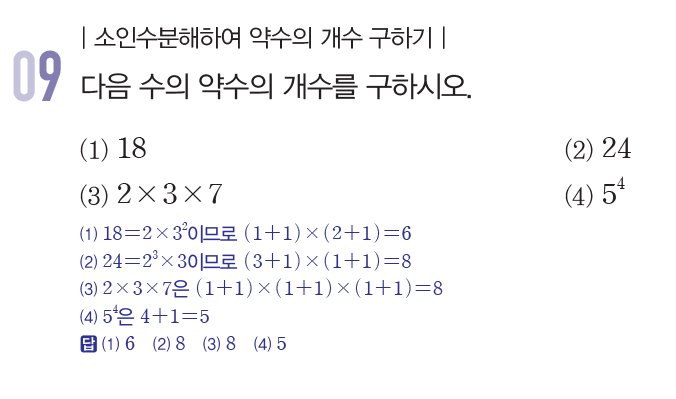 | 소인수분해하여 약수의 개수 구하기 |
09 다음 수의 약수의 개수를 구하시오.
(1) 18 (2) 24
(3) 2×3×7 (4) 5⁴
(1) 18=2×3²이므로 (1+1)×(2+1)=6
(2) 24=2³×3이므로 (3+1)×(1+1)=8
(3) 2×3×7은 (1+1)×(1+1)×(1+1)=8
(4) 5⁴은 4+1=5
답 (1) 6 (2) 8 (3) 8 (4) 5